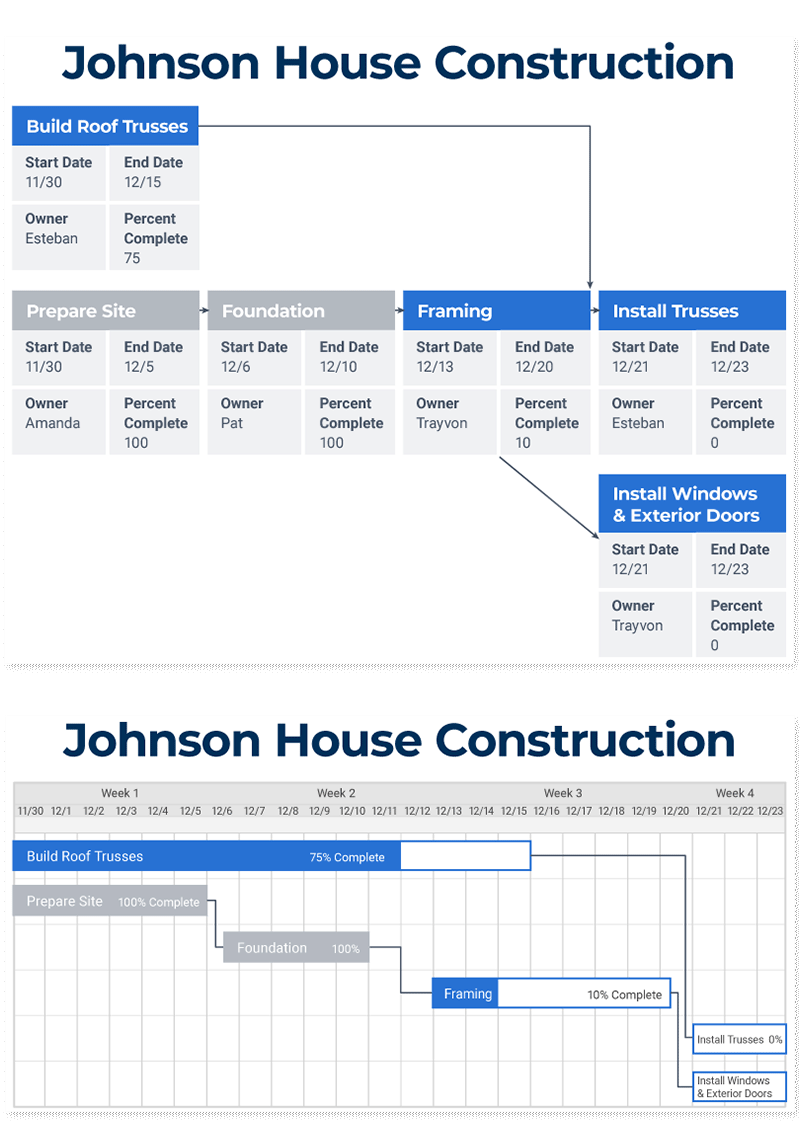 Johnson House Construction
Build Roof Trusses
Start Date End Date
11/30 12/15
Owner Percent
Esteban Complete
75
Prepare Site Foundation Framing Install Trusses
Start Date End Date Start Date End Date Start Date End Date Start Date End Date
11/30 12/5 12/6 12/10 12/13 12/20 12/21 12/23
Owner Percent Owner Percent Owner Percent Owner Percent
Amanda Complete Pat Complete Trayvon Complete Esteban Complete
100 100 10 0
Install Windows
& Exterior Doors
Start Date End Date
12/21 12/23
Owner Percent
Trayvon Complete
0
Johnson House Construction
Week 1 Week 2 Week 3 Week 4
11/30 12/1 12/2 12/3 12/4 12/5 12/6 12/7 12/8 12/9 12/10 12/11 12/12 12/13 12/14 12/15 12/16 12/17 12/18 12/19 12/20 12/21 12/22 12/23
Build Roof Trusses 75% Complete
Prepare Site 100% Complete
Foundation 100%
Framing 10% Complete
Install Trusses 0%
Install Windows
& Exterior Doors